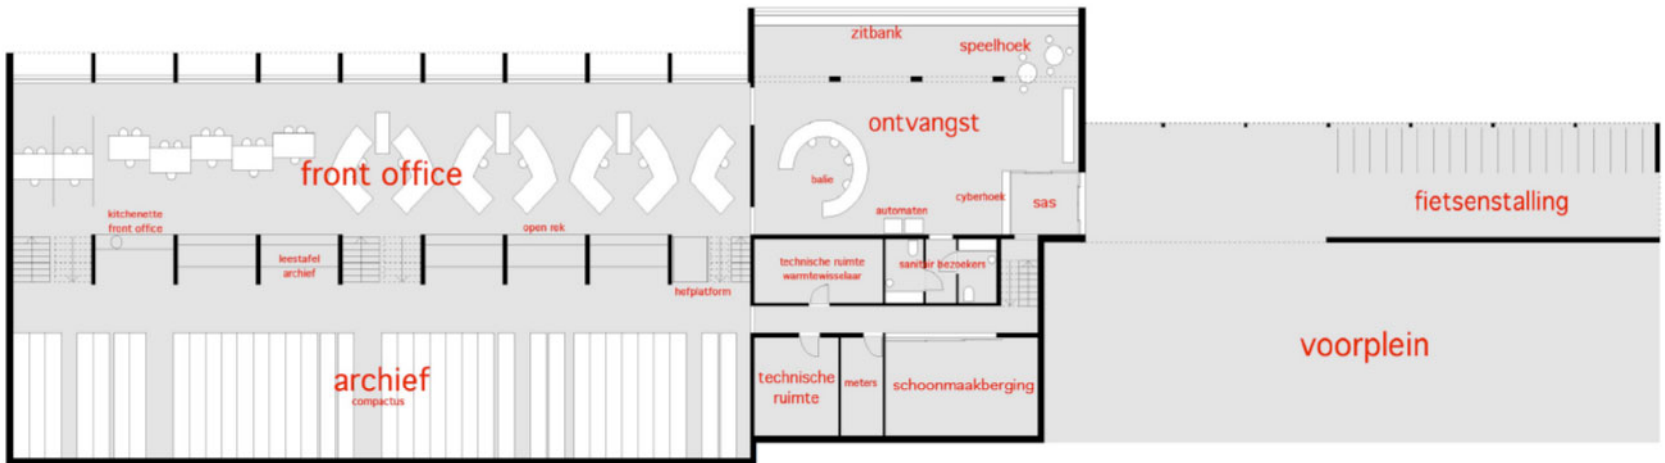 zitbank
speelhoek
ontvangst
front office
balie
cyberhoek
sas
automaten
fietsenstalling
kitchenette
front office
open rek
leestafel
archief
hefplatform
technische ruimte
warmtewisselaar
sanitair bezoekers
voorplein
archief
compactus
technische
ruimte
meters
schoonmaakberging